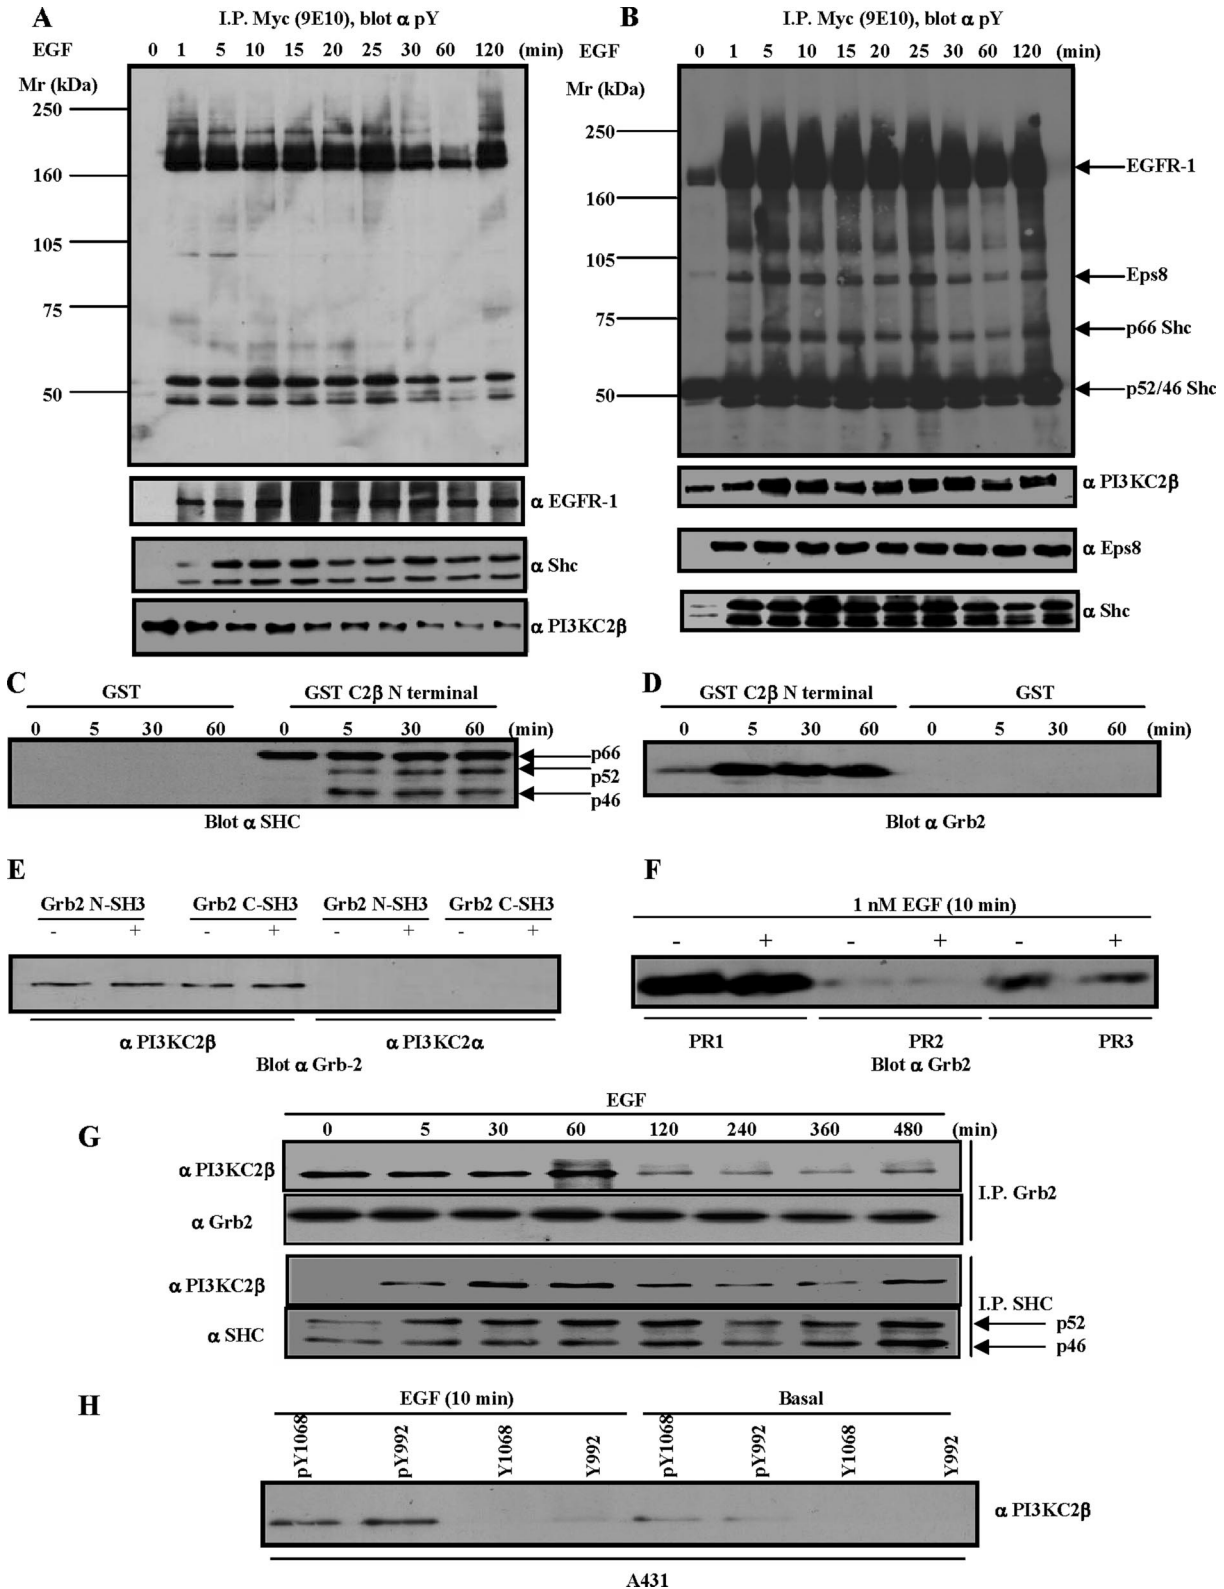 A
I.P. Myc (9E10), blot α pY
EGF 0 1 5 10 15 20 25 30 60 120 (min)
Mr (kDa)
250
160
105
75
50
α EGFR-1
α Shc
α PI3KC2β
B
I.P. Myc (9E10), blot α pY
EGF 0 1 5 10 15 20 25 30 60 120 (min)
Mr (kDa)
250
160
105
75
50
EGFR-1
Eps8
p66 Shc
p52/46 Shc
α PI3KC2β
α Eps8
α Shc
C
GST GST C2β N terminal
0 5 30 60 0 5 30 60 (min)
p66
p52
p46
Blot α SHC
D
GST C2β N terminal GST
0 5 30 60 0 5 30 60 (min)
Blot α Grb2
E
Grb2 N-SH3 Grb2 C-SH3 Grb2 N-SH3 Grb2 C-SH3
- + - + - + - +
α PI3KC2β α PI3KC2α
Blot α Grb-2
F
1 nM EGF (10 min)
- + - + - +
PR1 PR2 PR3
Blot α Grb2
G
EGF
0 5 30 60 120 240 360 480 (min)
α PI3KC2β
α Grb2
I.P. Grb2
α PI3KC2β
α SHC
I.P. SHC
p52
p46
H
EGF (10 min) Basal
pY1068 pY992 Y1068 Y992 pY1068 pY992 Y1068 Y992
α PI3KC2β
A431